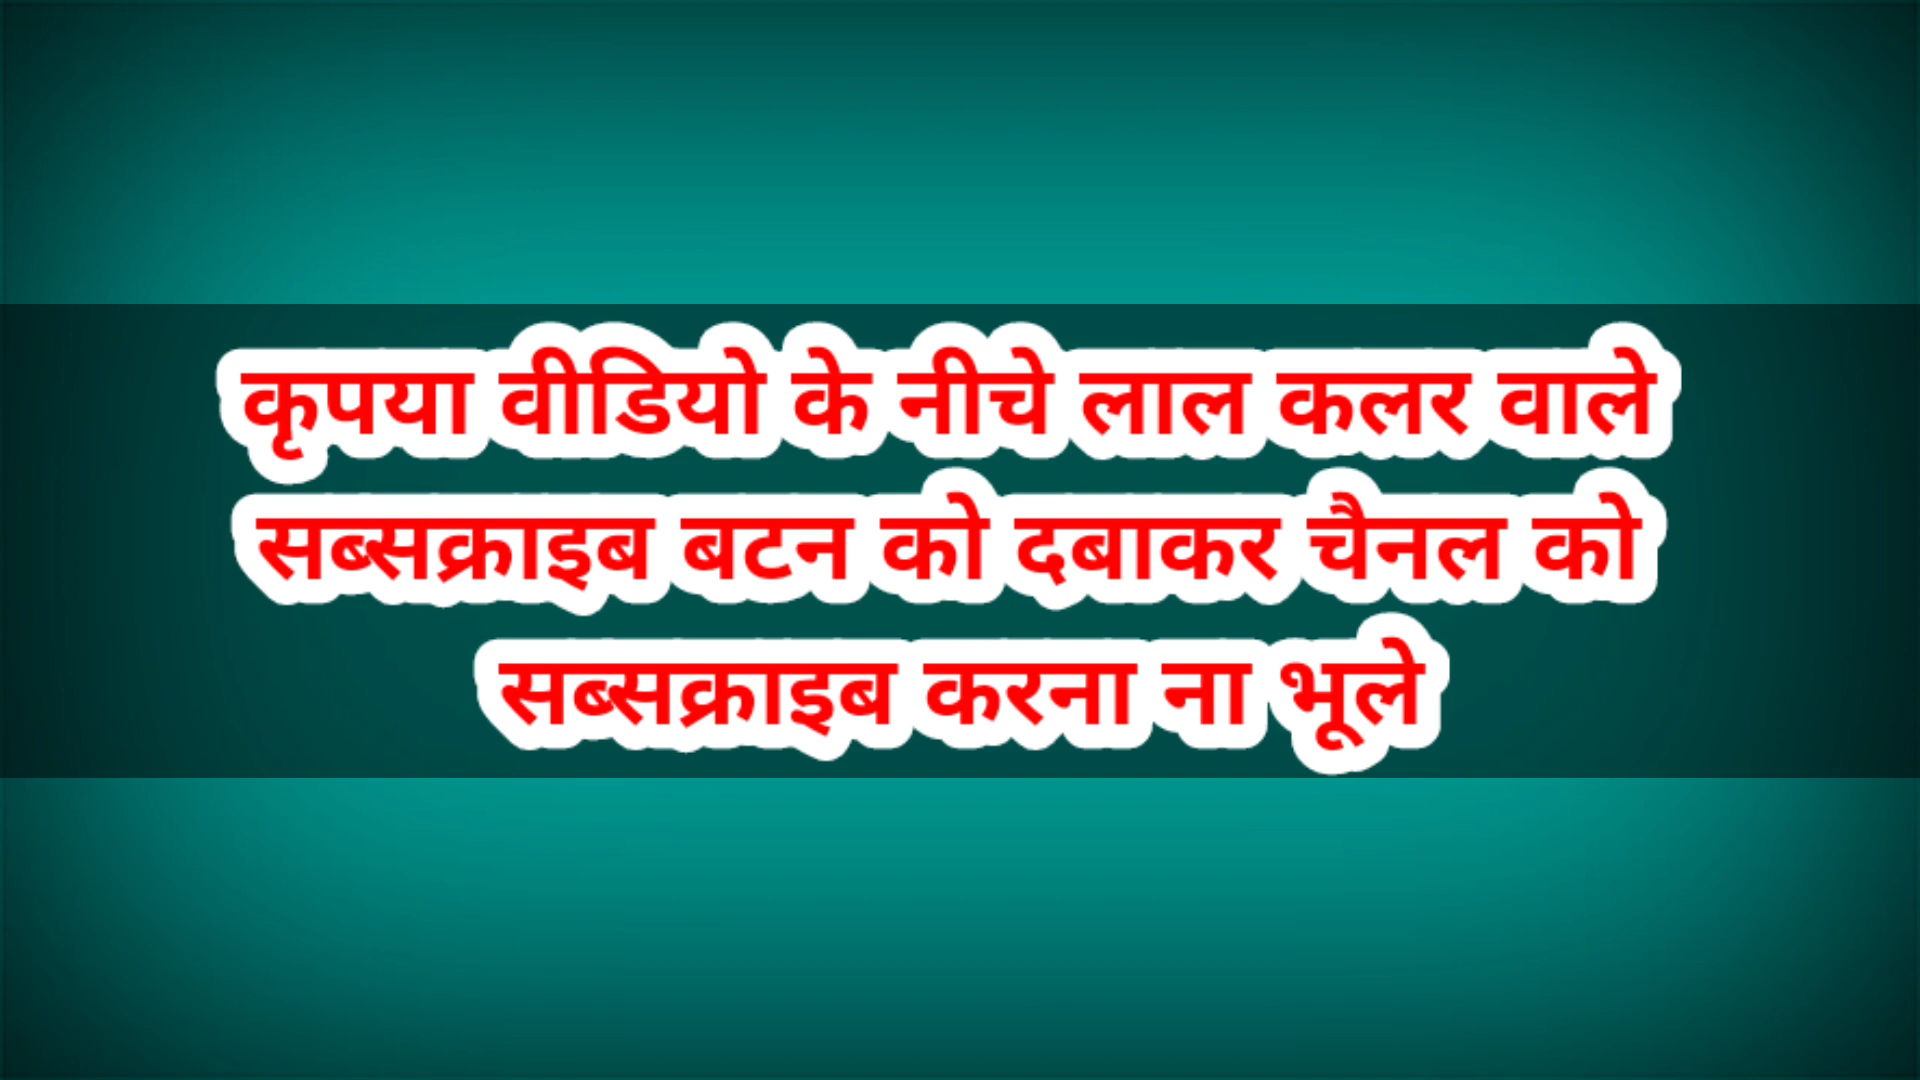 कृपया वीडियो के नीचे लाल कलर वाले
सब्सक्राइब बटन को दबाकर चैनल को
सब्सक्राइब करना ना भूले